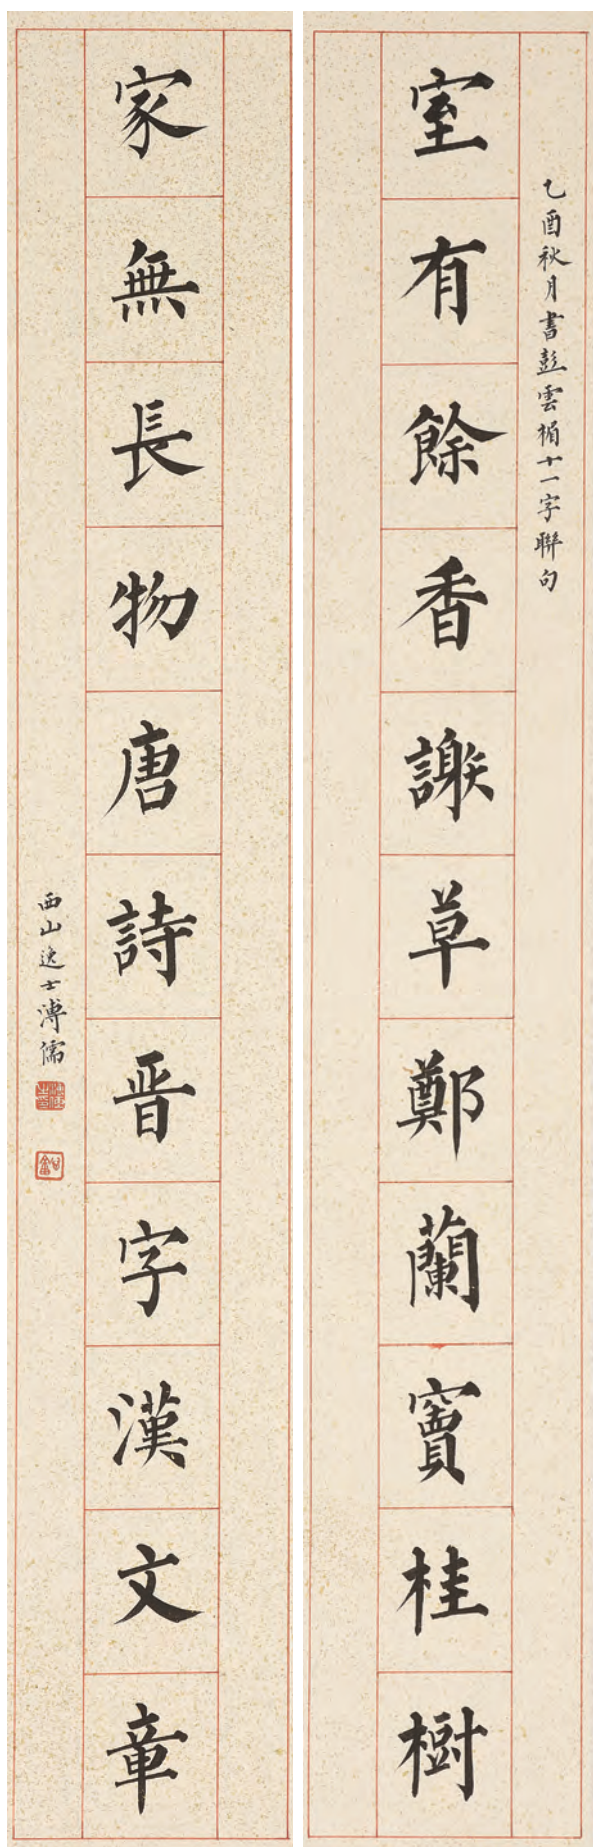 乙酉秋月書彭雲楣十一字聯句
室有餘香謝草鄭蘭竇桂樹
家無長物唐詩晉字漢文章
西山逸士溥儒